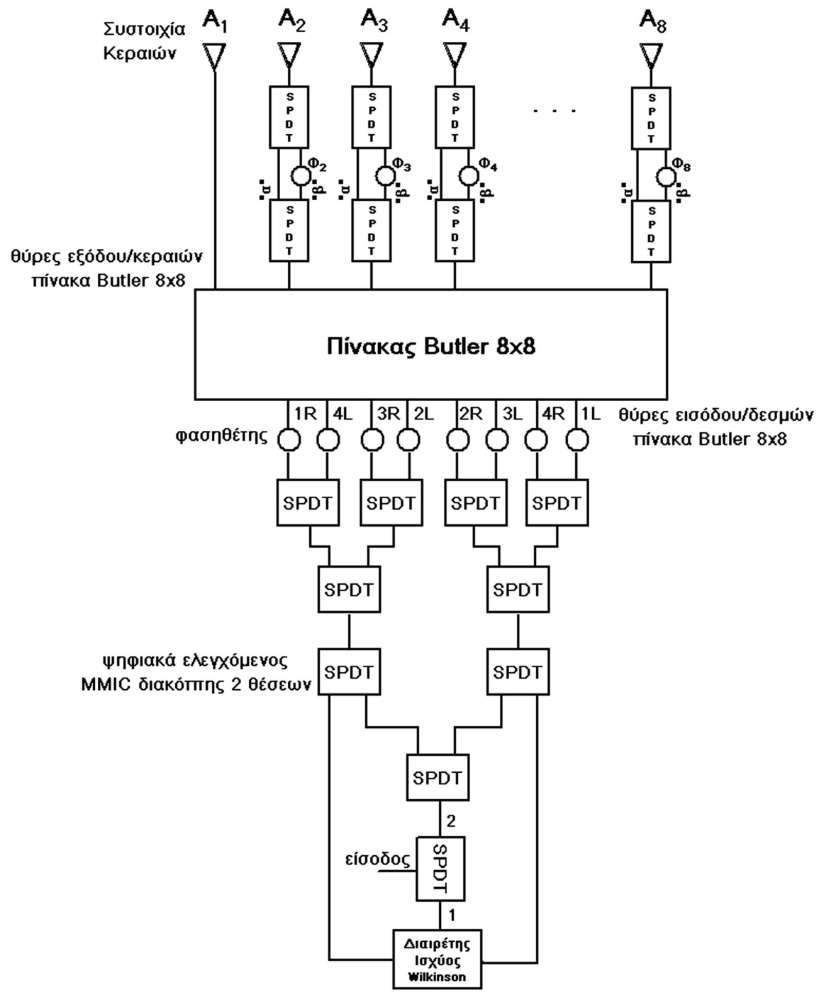 Συστοιχία
Κεραιών
A1 A2 A3 A4 A8
SPDT SPDT SPDT SPDT
. . .
Φ2 Φ3 Φ4 Φ8
"α" "β" "α" "β" "α" "β" "α" "β"
SPDT SPDT SPDT SPDT
θύρες εξόδου/κεραιών
πίνακα Butler 8x8
Πίνακας Butler 8x8
1R 4L 3R 2L 2R 3L 4R 1L
θύρες εισόδου/δεσμών
πίνακα Butler 8x8
φασηθέτης
SPDT SPDT SPDT SPDT
SPDT SPDT
ψηφιακά ελεγχόμενος
MMIC διακόπτης 2 θέσεων
SPDT SPDT
SPDT
2
είσοδος
SPDT
1
Διαιρέτης
Ισχύος
Wilkinson